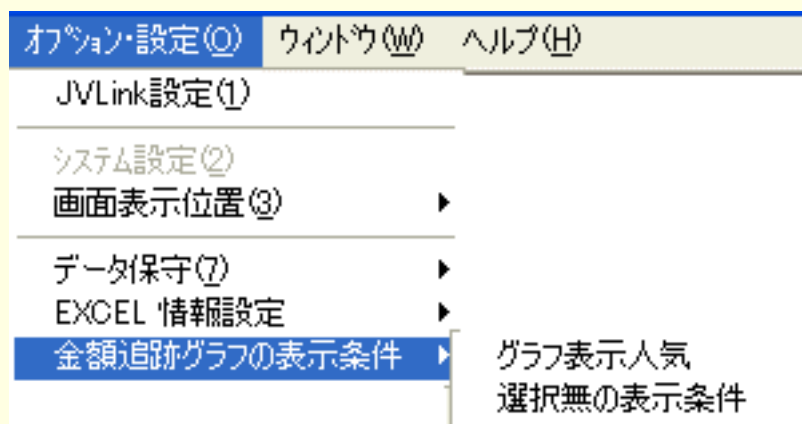 オプション・設定(O) ウィンドウ(W) ヘルプ(H)
JVLink設定(1)
システム設定(2)
画面表示位置(3)
データ保守(7)
EXCEL 情報設定
金額追跡グラフの表示条件
グラフ表示人気
選択無の表示条件